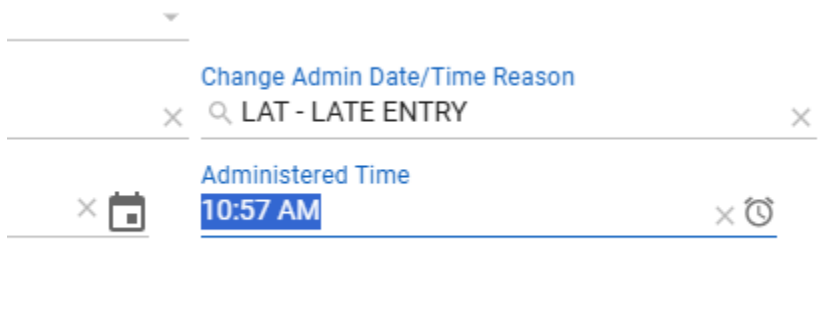 Change Admin Date/Time Reason
LAT - LATE ENTRY
Administered Time
10:57 AM